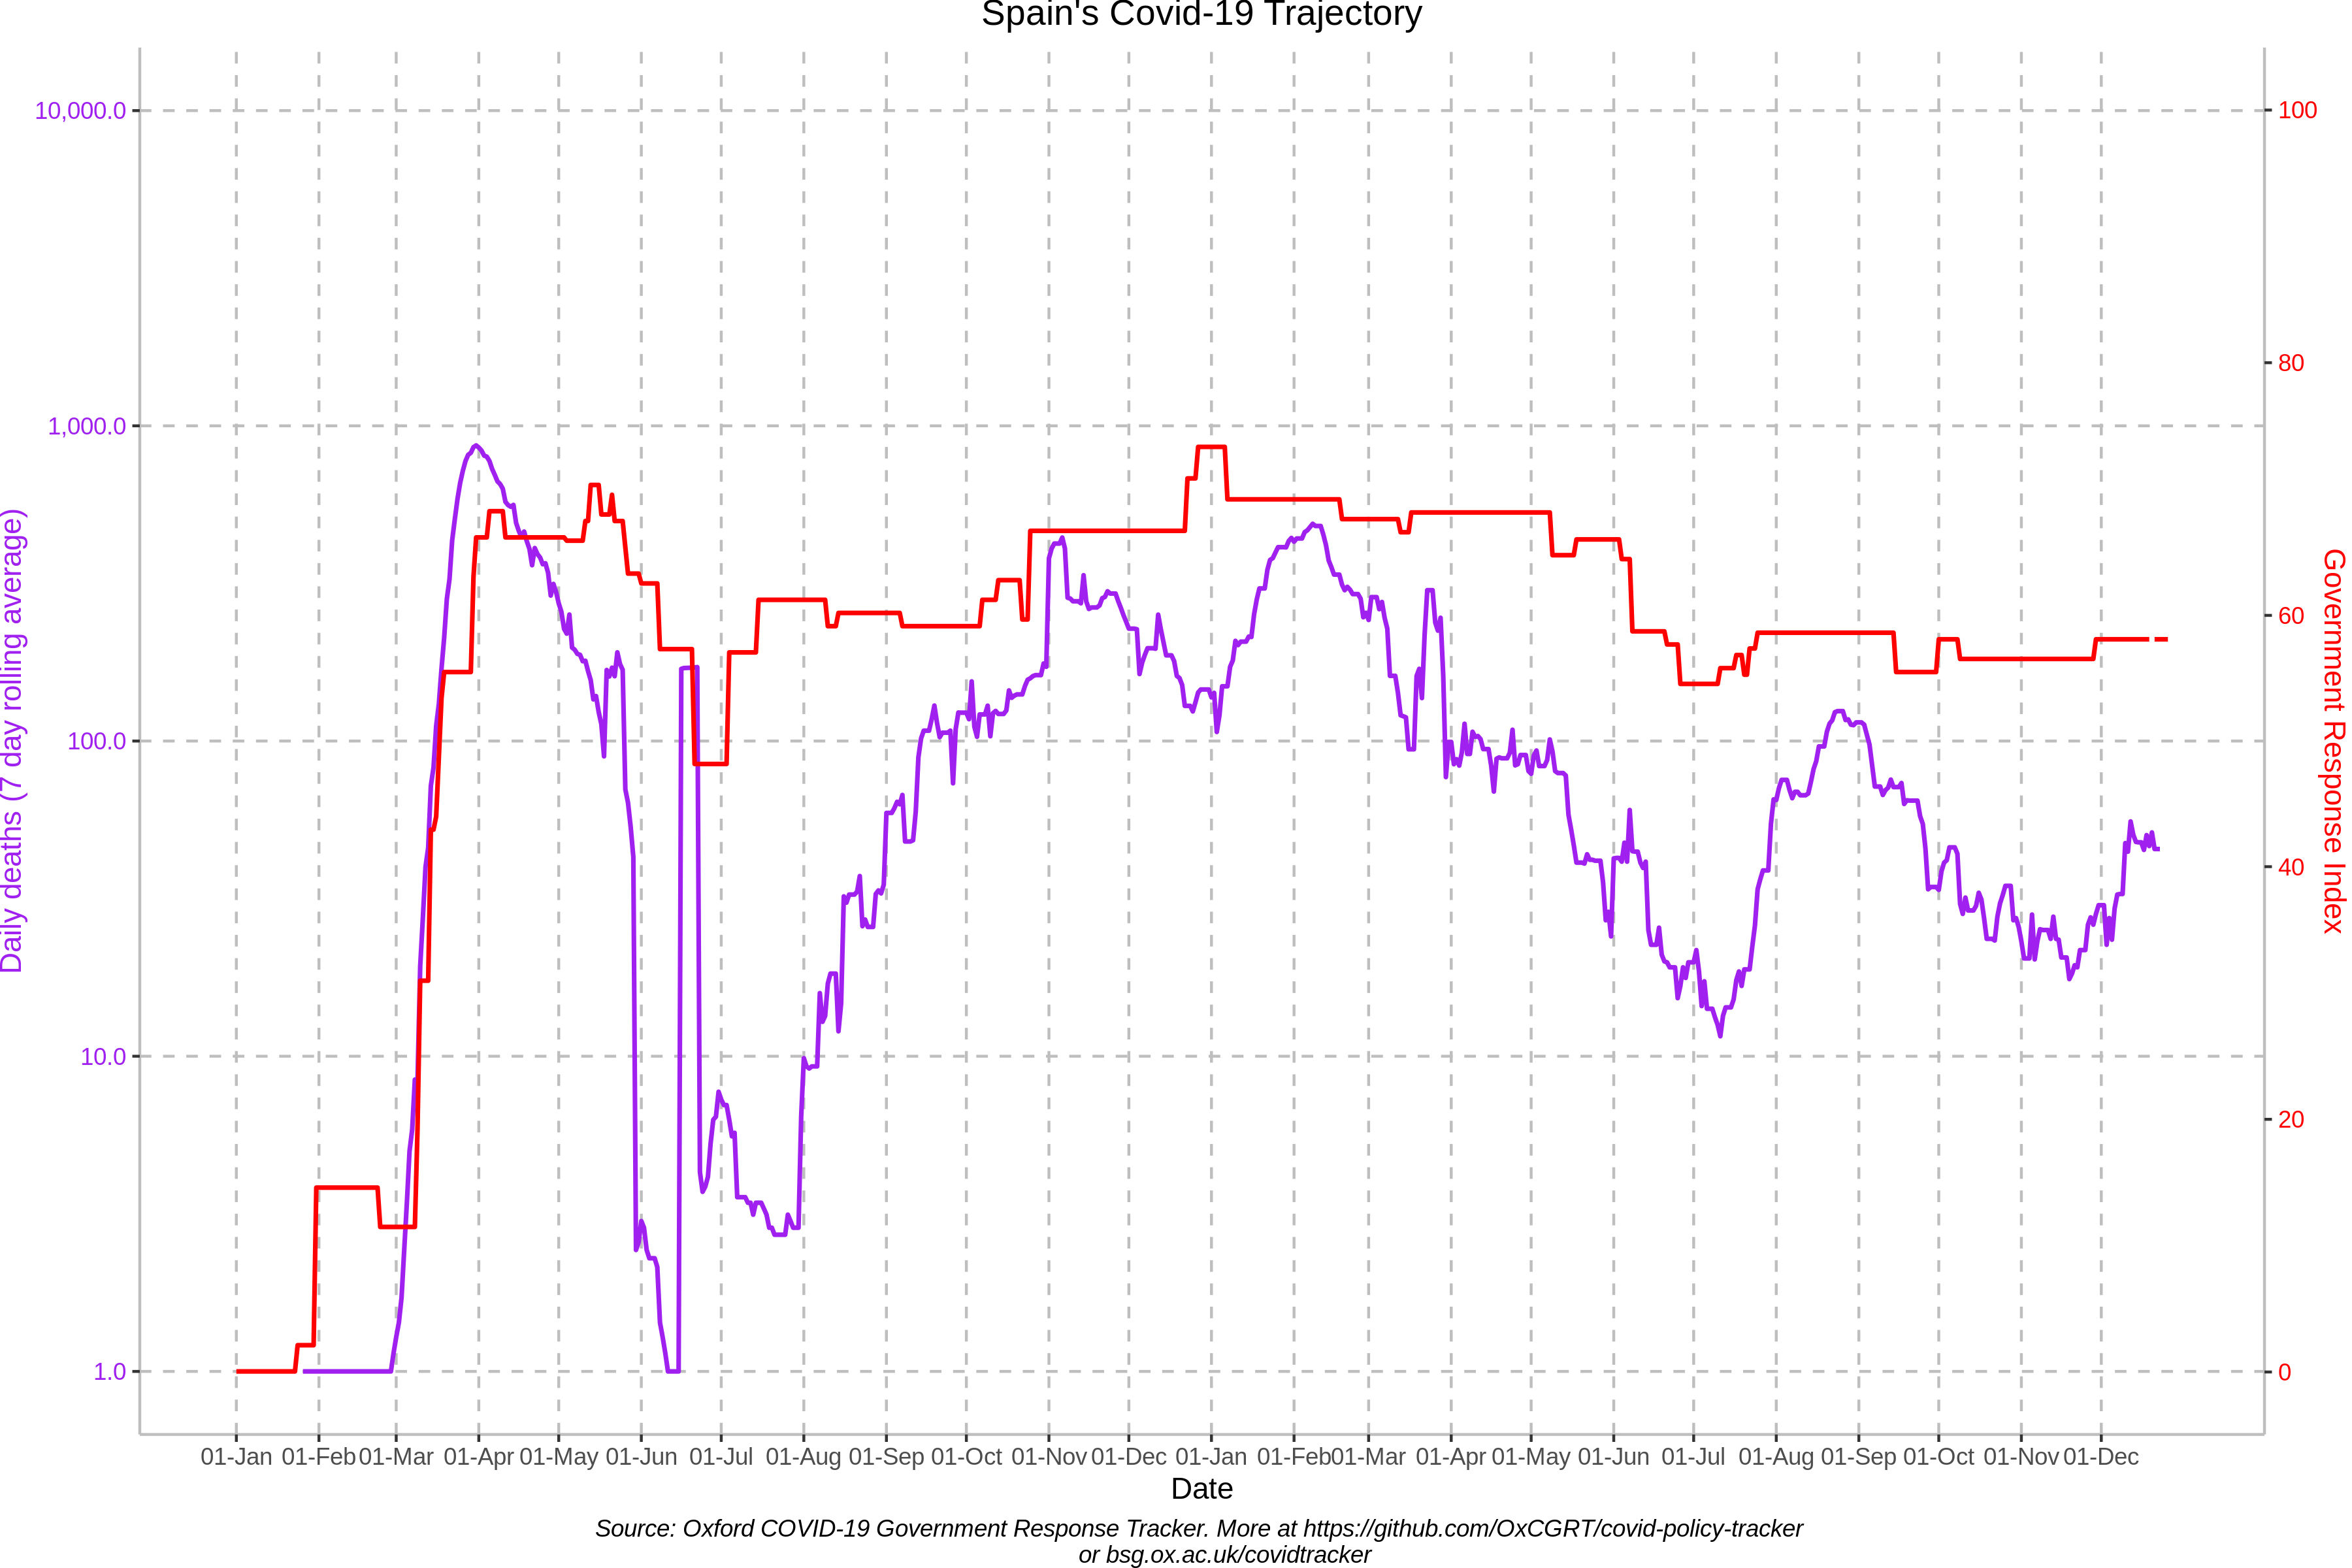 Spain's Covid-19 Trajectory
10,000.0
1,000.0
100.0
10.0
1.0
Daily deaths (7 day rolling average)
100
80
60
40
20
0
Government Response Index
01-Jan 01-Feb 01-Mar 01-Apr 01-May 01-Jun 01-Jul 01-Aug 01-Sep 01-Oct 01-Nov 01-Dec 01-Jan 01-Feb 01-Mar 01-Apr 01-May 01-Jun 01-Jul 01-Aug 01-Sep 01-Oct 01-Nov 01-Dec
Date
Source: Oxford COVID-19 Government Response Tracker. More at https://github.com/OxCGRT/covid-policy-tracker
or bsg.ox.ac.uk/covidtracker